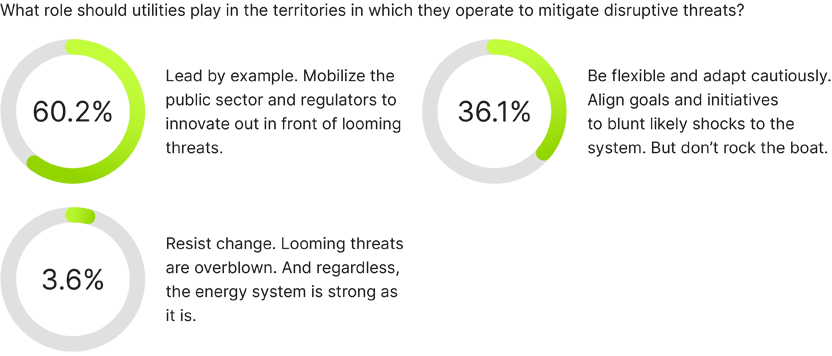 What role should utilities play in the territories in which they operate to mitigate disruptive threats?
60.2%
Lead by example. Mobilize the
public sector and regulators to
innovate out in front of looming
threats.
36.1%
Be flexible and adapt cautiously.
Align goals and initiatives
to blunt likely shocks to the
system. But don’t rock the boat.
3.6%
Resist change. Looming threats
are overblown. And regardless,
the energy system is strong as
it is.